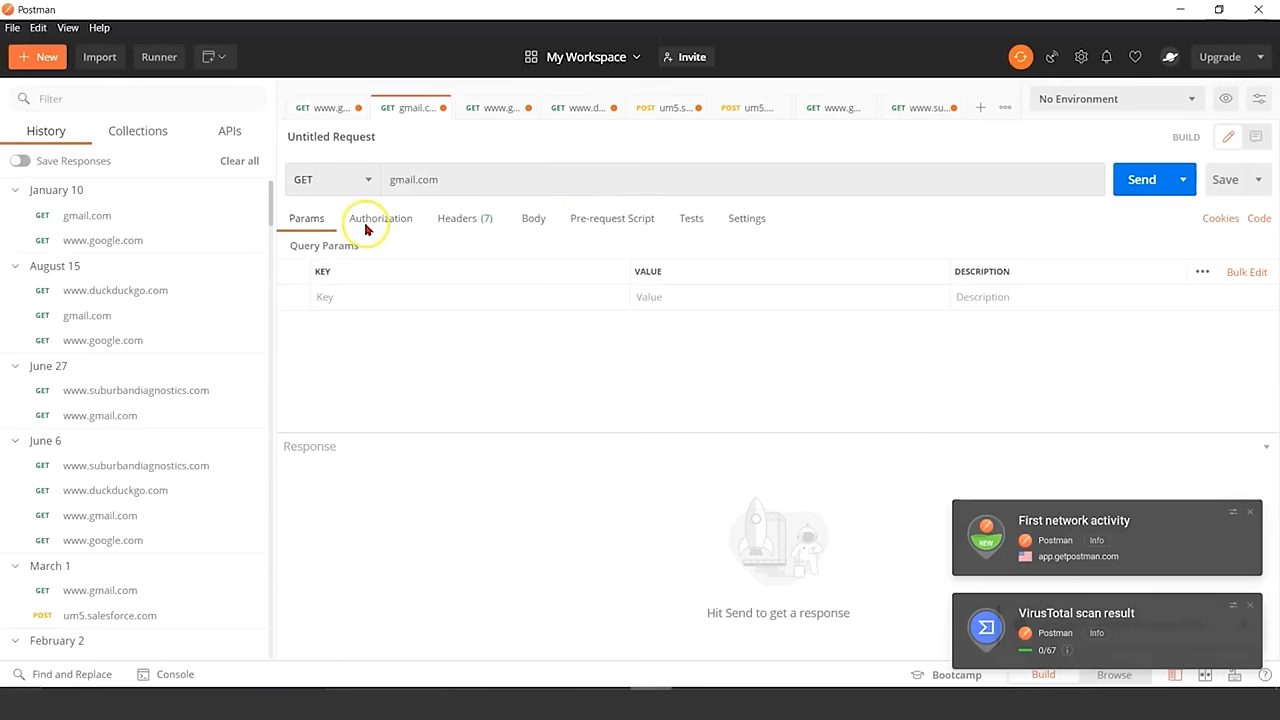 Postman
File Edit View Help
New Import Runner My Workspace Invite Upgrade
Filter
GET www.g... GET gmail.c... GET www.g... GET www.d... POST um5.s... POST um5.... GET www.g... GET www.su... No Environment
History Collections APIs
Untitled Request BUILD
Save Responses Clear all
GET gmail.com Send Save
January 10
GET gmail.com
GET www.google.com
August 15
GET www.duckduckgo.com
GET gmail.com
GET www.google.com
June 27
GET www.suburbandiagnostics.com
GET www.gmail.com
June 6
GET www.suburbandiagnostics.com
GET www.duckduckgo.com
GET www.gmail.com
GET www.google.com
March 1
GET www.gmail.com
POST um5.salesforce.com
February 2
Params Authorization Headers (7) Body Pre-request Script Tests Settings Cookies Code
Query Params
KEY VALUE DESCRIPTION Bulk Edit
Key Value Description
Response
Hit Send to get a response
First network activity
NEW Postman Info
app.getpostman.com
VirusTotal scan result
Postman Info
0/67
Find and Replace Console Bootcamp Build Browse